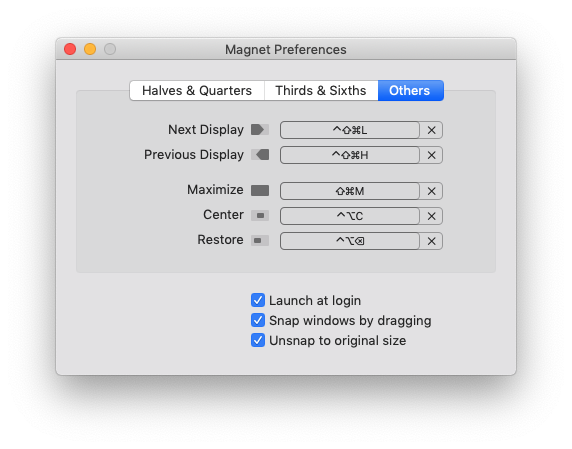 Magnet Preferences
Halves & Quarters Thirds & Sixths Others
Next Display ⌃⇧⌘L ✕
Previous Display ⌃⇧⌘H ✕
Maximize ⇧⌘M ✕
Center ⌃⌥C ✕
Restore ⌃⌥⌫ ✕
Launch at login
Snap windows by dragging
Unsnap to original size